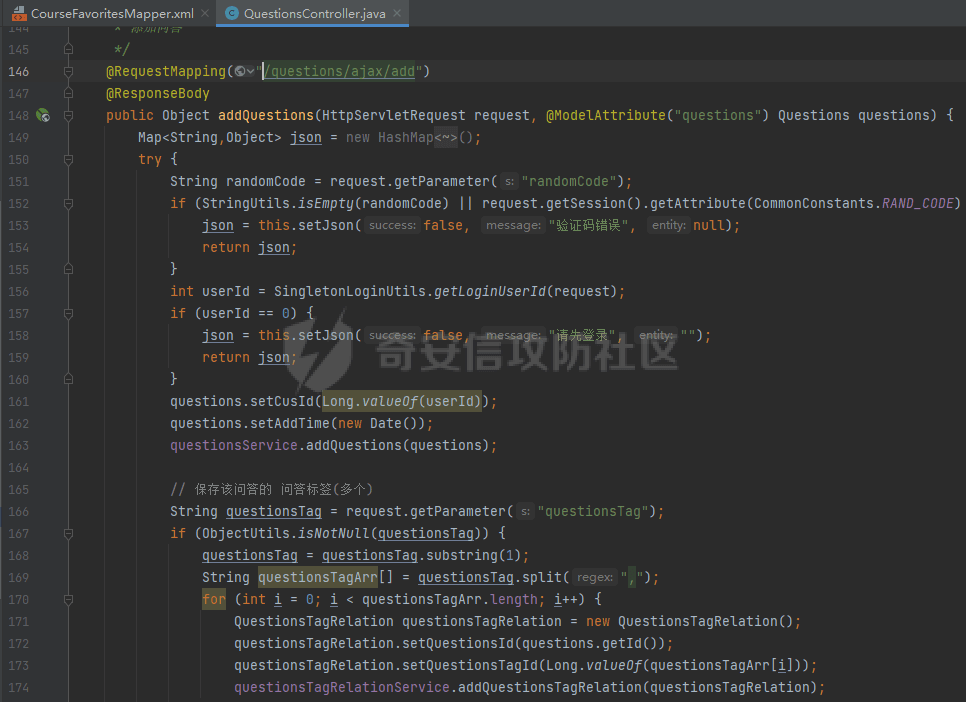 CourseFavoritesMapper.xml × QuestionsController.java ×
144 * 添加问答
145 */
146 @RequestMapping("/questions/ajax/add")
147 @ResponseBody
148 public Object addQuestions(HttpServletRequest request, @ModelAttribute("questions") Questions questions) {
149 Map<String,Object> json = new HashMap<~>();
150 try {
151 String randomCode = request.getParameter( s: "randomCode");
152 if (StringUtils.isEmpty(randomCode) || request.getSession().getAttribute(CommonConstants.RAND_CODE)
153 json = this.setJson( success: false, message: "验证码错误", entity: null);
154 return json;
155 }
156 int userId = SingletonLoginUtils.getLoginUserId(request);
157 if (userId == 0) {
158 json = this.setJson( success: false, message: "请先登录", entity: "");
159 return json;
160 }
奇安信攻防社区
161 questions.setCusId(Long.valueOf(userId));
162 questions.setAddTime(new Date());
163 questionsService.addQuestions(questions);
164
165 // 保存该问答的 问答标签(多个)
166 String questionsTag = request.getParameter( s: "questionsTag");
167 if (ObjectUtils.isNotNull(questionsTag)) {
168 questionsTag = questionsTag.substring(1);
169 String questionsTagArr[] = questionsTag.split( regex: ",");
170 for (int i = 0; i < questionsTagArr.length; i++) {
171 QuestionsTagRelation questionsTagRelation = new QuestionsTagRelation();
172 questionsTagRelation.setQuestionsId(questions.getId());
173 questionsTagRelation.setQuestionsTagId(Long.valueOf(questionsTagArr[i]));
174 questionsTagRelationService.addQuestionsTagRelation(questionsTagRelation);